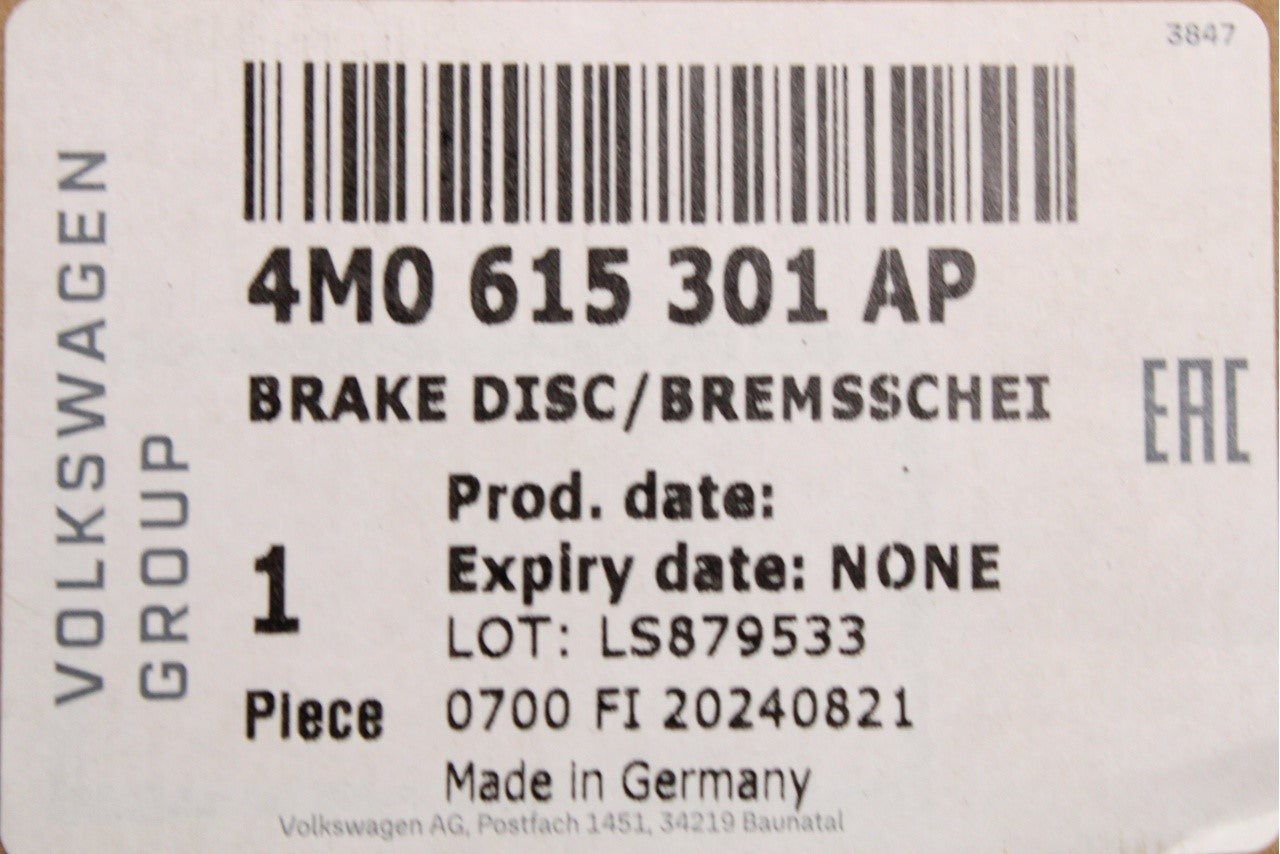 3847
VOLKSWAGEN
GROUP
4M0 615 301 AP
BRAKE DISC/BREMSSCHEI
EAC
Prod. date:
Expiry date: NONE
1
LOT: LS879533
Piece
0700 FI 20240821
Made in Germany
Volkswagen AG, Postfach 1451, 34219 Baunatal